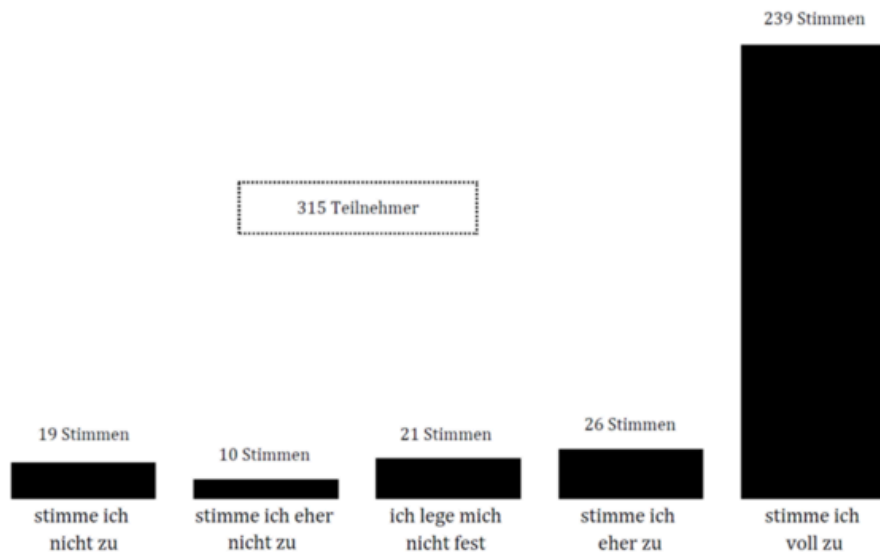 239 Stimmen
315 Teilnehmer
19 Stimmen
10 Stimmen
21 Stimmen
26 Stimmen
stimme ich
nicht zu
stimme ich eher
nicht zu
ich lege mich
nicht fest
stimme ich
eher zu
stimme ich
voll zu